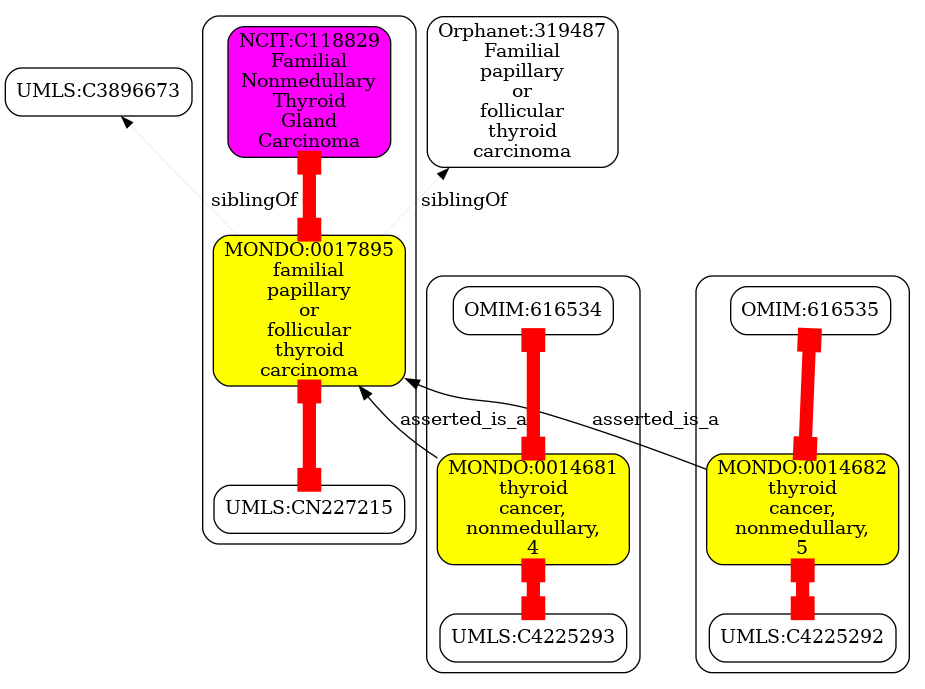 NCIT:C118829
Familial
Nonmedullary
Thyroid
Gland
Carcinoma
Orphanet:319487
Familial
papillary
or
follicular
thyroid
carcinoma
UMLS:C3896673
siblingOf
siblingOf
MONDO:0017895
familial
papillary
or
follicular
thyroid
carcinoma
OMIM:616534
OMIM:616535
asserted_is_a
asserted_is_a
MONDO:0014681
thyroid
cancer,
nonmedullary,
4
MONDO:0014682
thyroid
cancer,
nonmedullary,
5
UMLS:CN227215
UMLS:C4225293
UMLS:C4225292